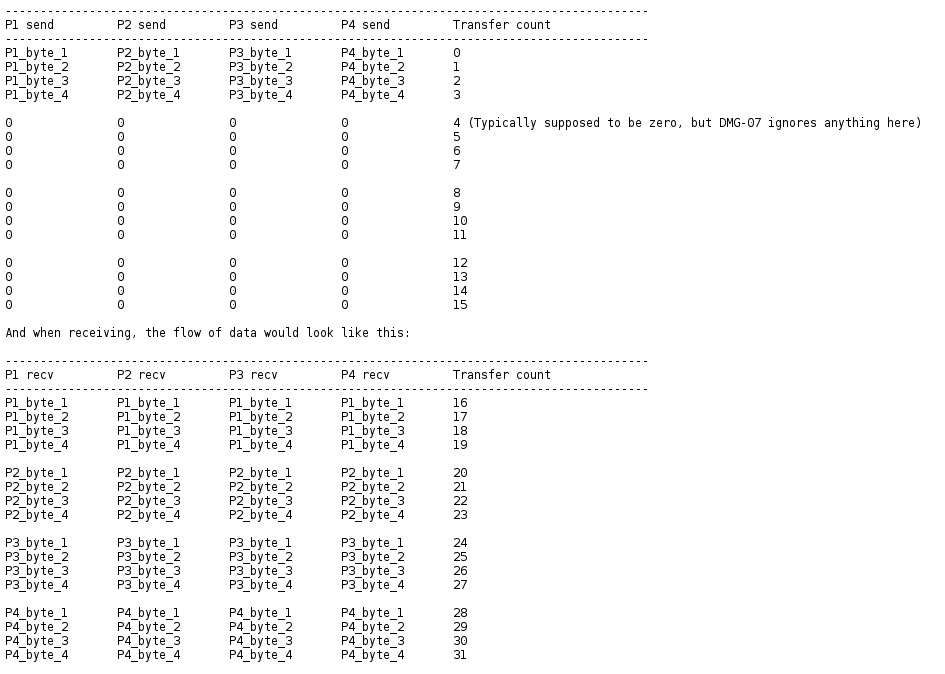 -----------------------------------------------------------------------------------------
P1 send         P2 send         P3 send         P4 send         Transfer count
-----------------------------------------------------------------------------------------
P1_byte_1       P2_byte_1       P3_byte_1       P4_byte_1       0
P1_byte_2       P2_byte_2       P3_byte_2       P4_byte_2       1
P1_byte_3       P2_byte_3       P3_byte_3       P4_byte_3       2
P1_byte_4       P2_byte_4       P3_byte_4       P4_byte_4       3

0               0               0               0               4 (Typically supposed to be zero, but DMG-07 ignores anything here)
0               0               0               0               5
0               0               0               0               6
0               0               0               0               7

0               0               0               0               8
0               0               0               0               9
0               0               0               0               10
0               0               0               0               11

0               0               0               0               12
0               0               0               0               13
0               0               0               0               14
0               0               0               0               15

And when receiving, the flow of data would look like this:

-----------------------------------------------------------------------------------------
P1 recv         P2 recv         P3 recv         P4 recv         Transfer count
-----------------------------------------------------------------------------------------
P1_byte_1       P1_byte_1       P1_byte_1       P1_byte_1       16
P1_byte_2       P1_byte_2       P1_byte_2       P1_byte_2       17
P1_byte_3       P1_byte_3       P1_byte_3       P1_byte_3       18
P1_byte_4       P1_byte_4       P1_byte_4       P1_byte_4       19

P2_byte_1       P2_byte_1       P2_byte_1       P2_byte_1       20
P2_byte_2       P2_byte_2       P2_byte_2       P2_byte_2       21
P2_byte_3       P2_byte_3       P2_byte_3       P2_byte_3       22
P2_byte_4       P2_byte_4       P2_byte_4       P2_byte_4       23

P3_byte_1       P3_byte_1       P3_byte_1       P3_byte_1       24
P3_byte_2       P3_byte_2       P3_byte_2       P3_byte_2       25
P3_byte_3       P3_byte_3       P3_byte_3       P3_byte_3       26
P3_byte_4       P3_byte_4       P3_byte_4       P3_byte_4       27

P4_byte_1       P4_byte_1       P4_byte_1       P4_byte_1       28
P4_byte_2       P4_byte_2       P4_byte_2       P4_byte_2       29
P4_byte_3       P4_byte_3       P4_byte_3       P4_byte_3       30
P4_byte_4       P4_byte_4       P4_byte_4       P4_byte_4       31